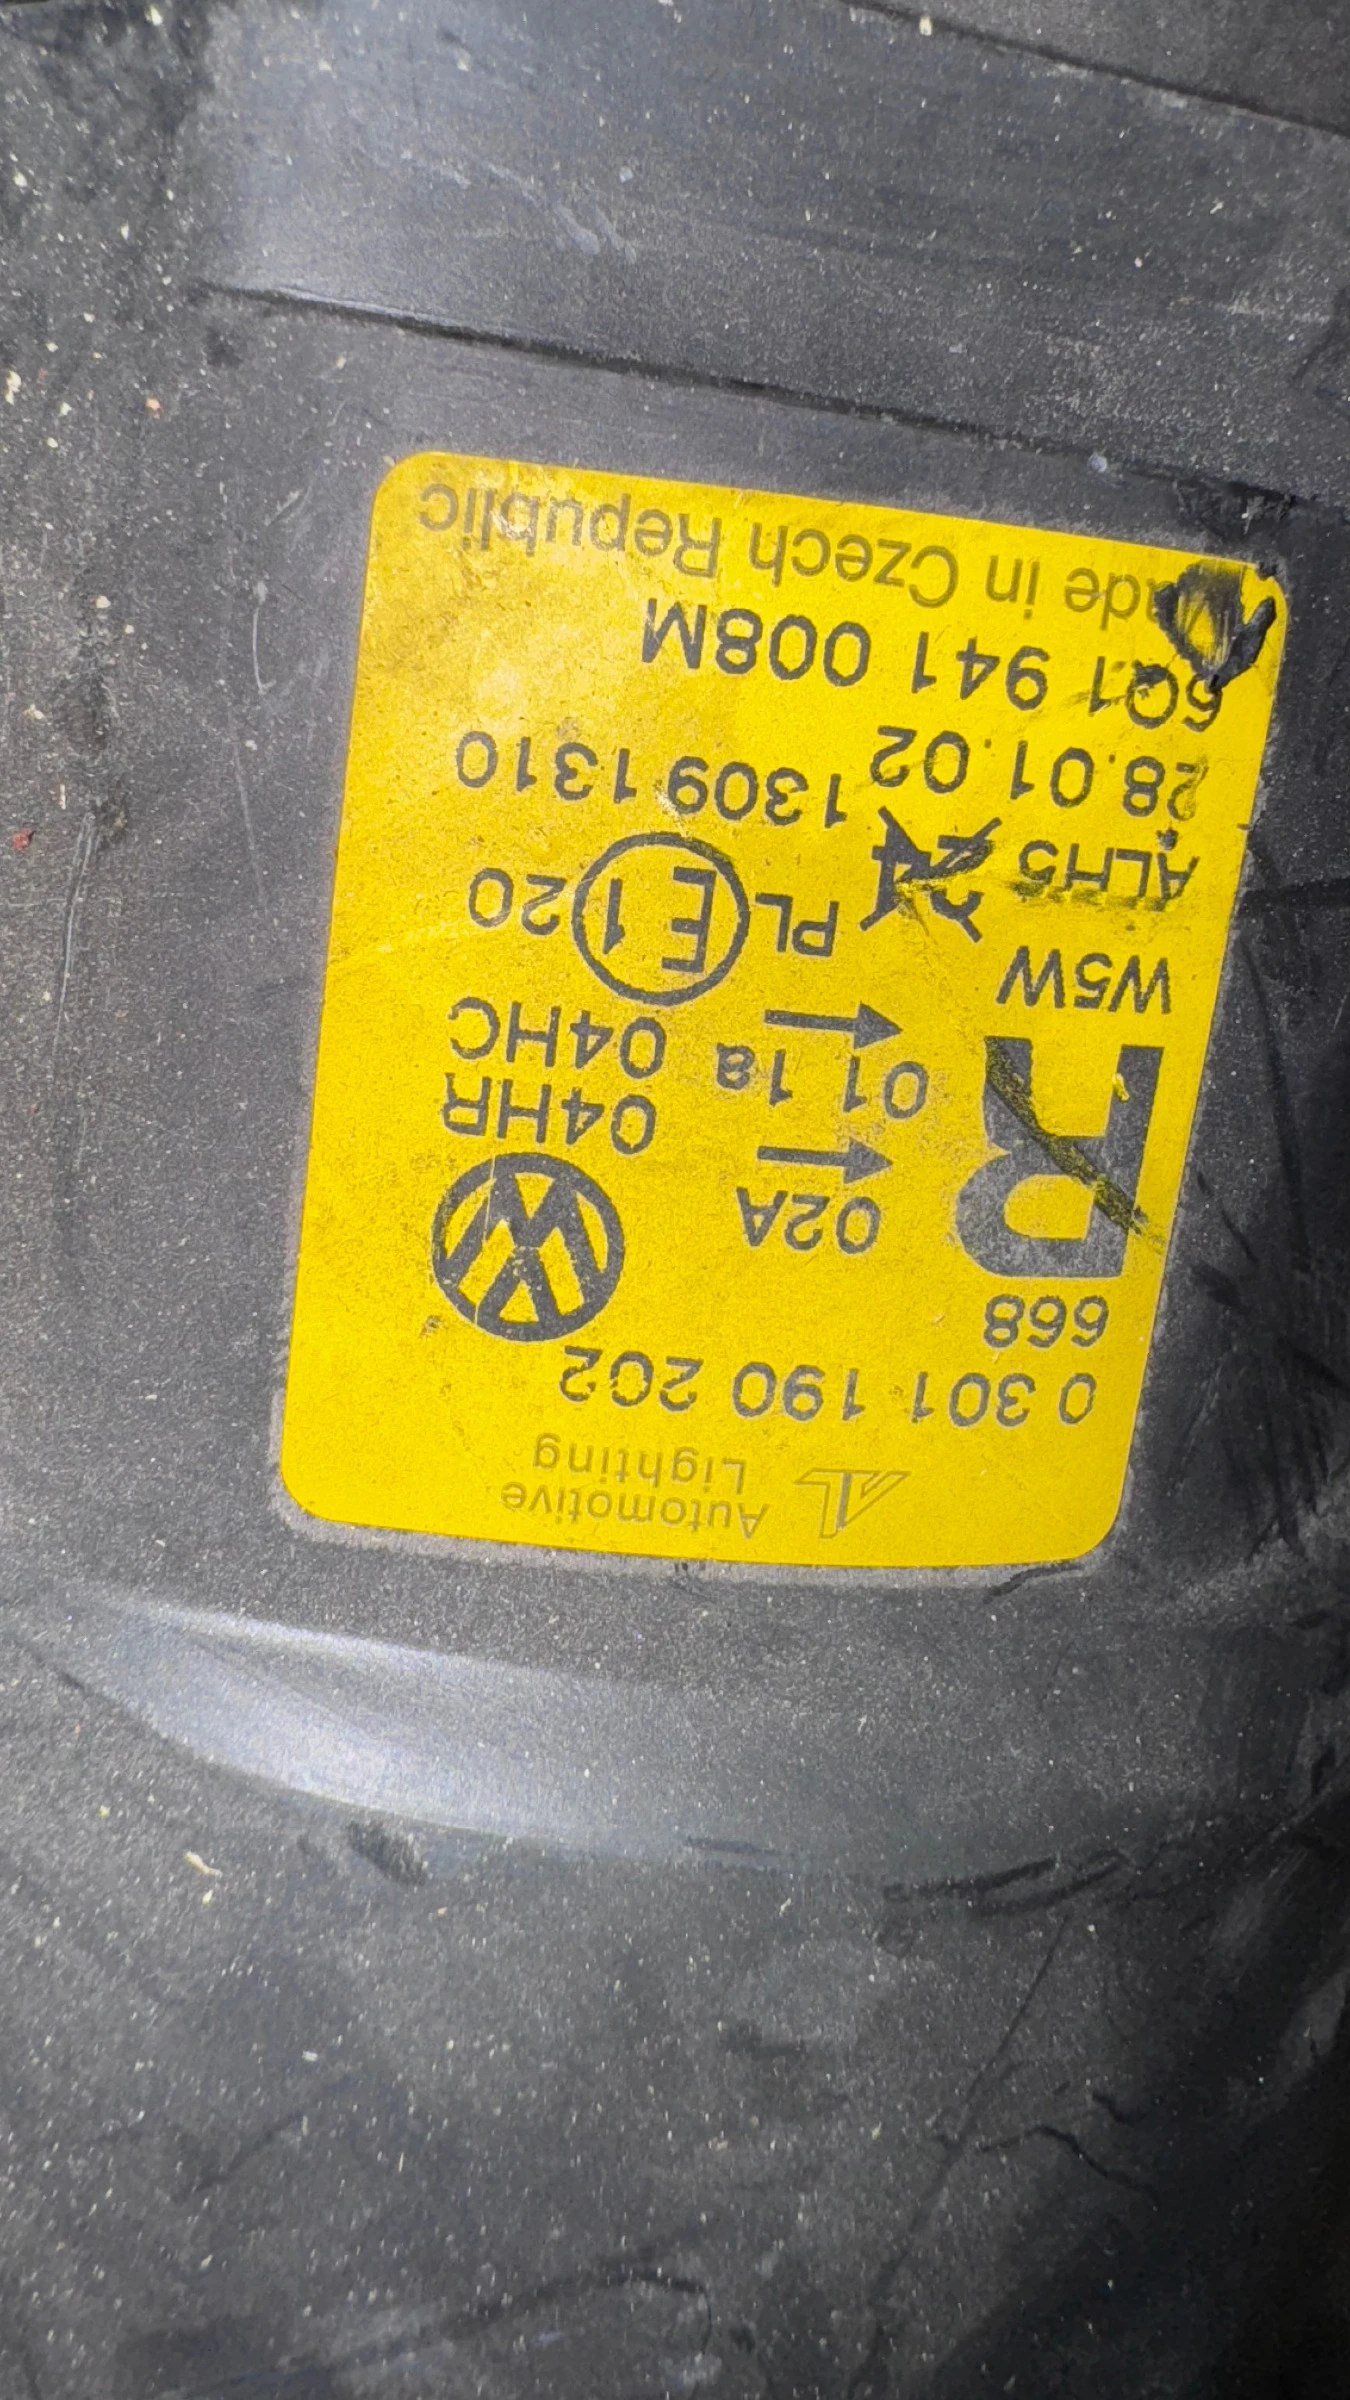 Automotive
Lighting
0 301 190 202
668
R
02A
04HR
01 1a 04HC
W5W
PL E1 20
ALH5
1309 1310
28.01.02
6Q1 941 008M
in Czech Republic